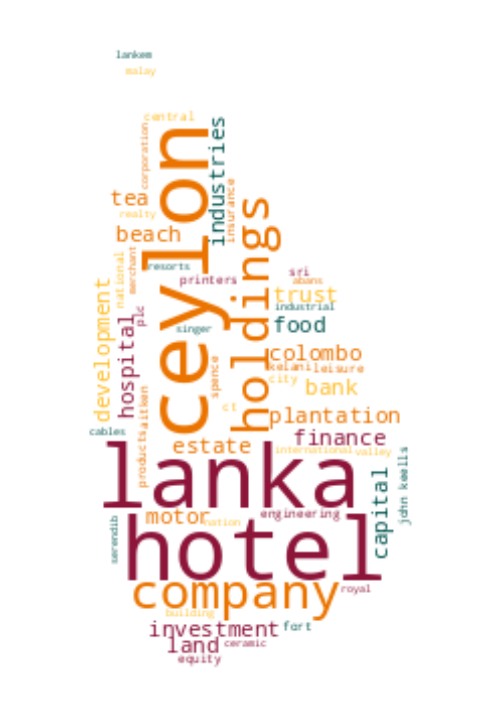 lankem
malay
central
corporation
ceylon
industries
insurance
tea
realty
beach
holdings
merchant
national
resorts
printers
sri
abans
trust
industrial
food
development
hospital
plc
singer
colombo
kelani leisure
city
bank
spence
aitken
products
ct
plantation
cables
estate
finance
international valley
lanka
capital
john keells
motor
nation
engineering
serendib
hotel
company
royal
building
investment
fort
land
ceramic
equity